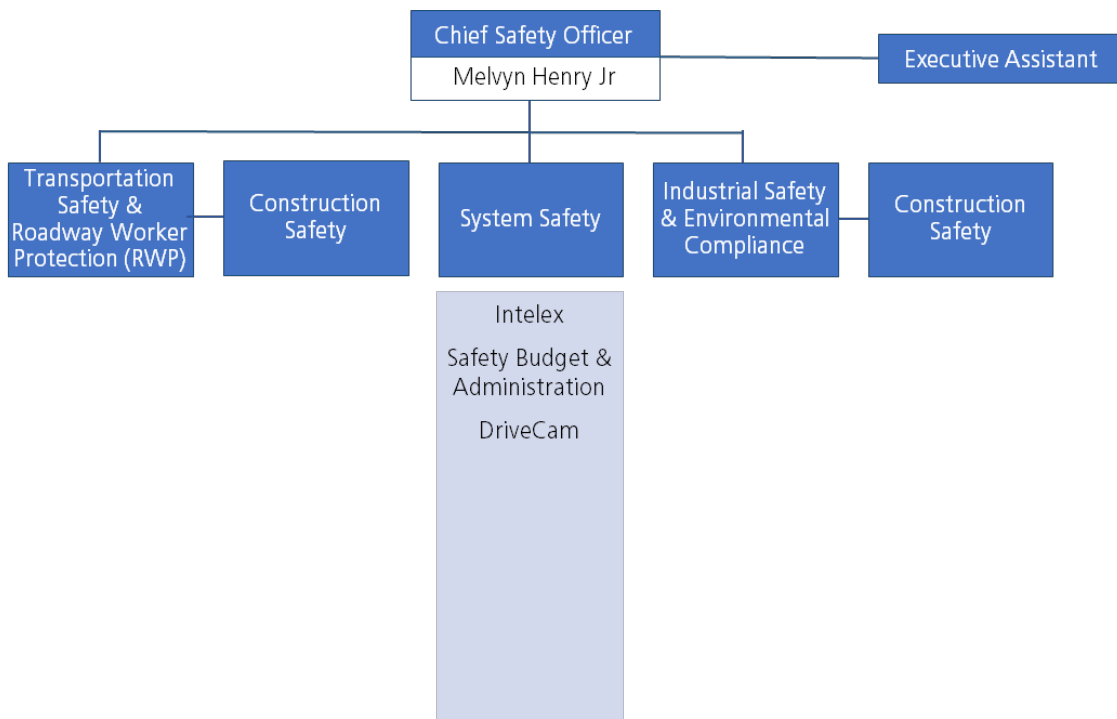 Chief Safety Officer
Melvyn Henry Jr
Executive Assistant
Transportation
Safety &
Roadway Worker
Protection (RWP)
Construction
Safety
System Safety
Industrial Safety
& Environmental
Compliance
Construction
Safety
Intelex
Safety Budget &
Administration
DriveCam